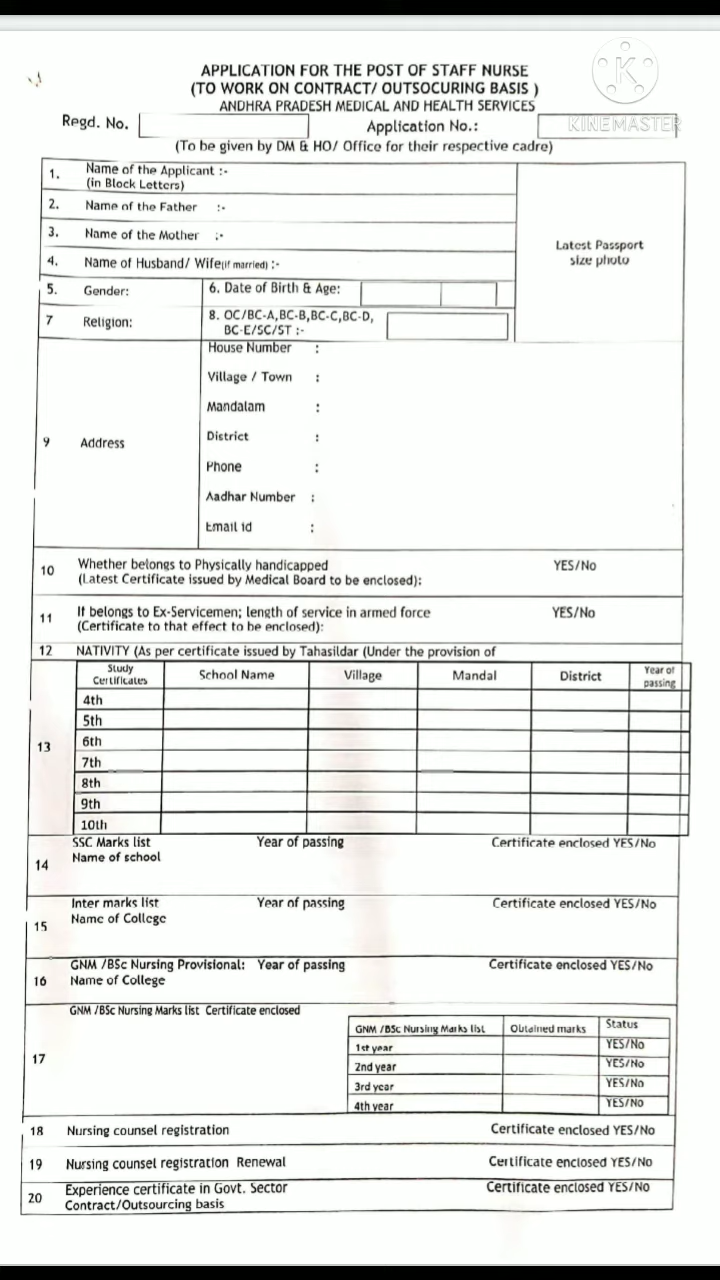 APPLICATION FOR THE POST OF STAFF NURSE
(TO WORK ON CONTRACT/ OUTSOCURING BASIS )
ANDHRA PRADESH MEDICAL AND HEALTH SERVICES
KINEMASTER
Regd. No. Application No.:
(To be given by DM & HO/ Office for their respective cadre)
1. Name of the Applicant :-
(in Block Letters)
2. Name of the Father :-
3. Name of the Mother :-
4. Name of Husband/ Wife(if married) :-
Latest Passport
size photo
5. Gender: 6. Date of Birth & Age:
7 Religion: 8. OC/BC-A,BC-B,BC-C,BC-D,
BC-E/SC/ST :-
9 Address
House Number :
Village / Town :
Mandalam :
District :
Phone :
Aadhar Number :
Email id :
10 Whether belongs to Physically handicapped YES/No
(Latest Certificate issued by Medical Board to be enclosed):
11 If belongs to Ex-Servicemen; length of service in armed force YES/No
(Certificate to that effect to be enclosed):
12 NATIVITY (As per certificate issued by Tahasildar (Under the provision of
13
Study Certificates School Name Village Mandal District Year of passing
4th
5th
6th
7th
8th
9th
10th
14 SSC Marks list Year of passing Certificate enclosed YES/No
Name of school
15 Inter marks list Year of passing Certificate enclosed YES/No
Name of College
16 GNM /BSc Nursing Provisional: Year of passing Certificate enclosed YES/No
Name of College
17 GNM /BSc Nursing Marks list Certificate enclosed
GNM /BSc Nursing Marks list Obtained marks Status
1st year YES/No
2nd year YES/No
3rd year YES/No
4th year YES/NO
18 Nursing counsel registration Certificate enclosed YES/No
19 Nursing counsel registration Renewal Certificate enclosed YES/No
20 Experience certificate in Govt. Sector Certificate enclosed YES/No
Contract/Outsourcing basis